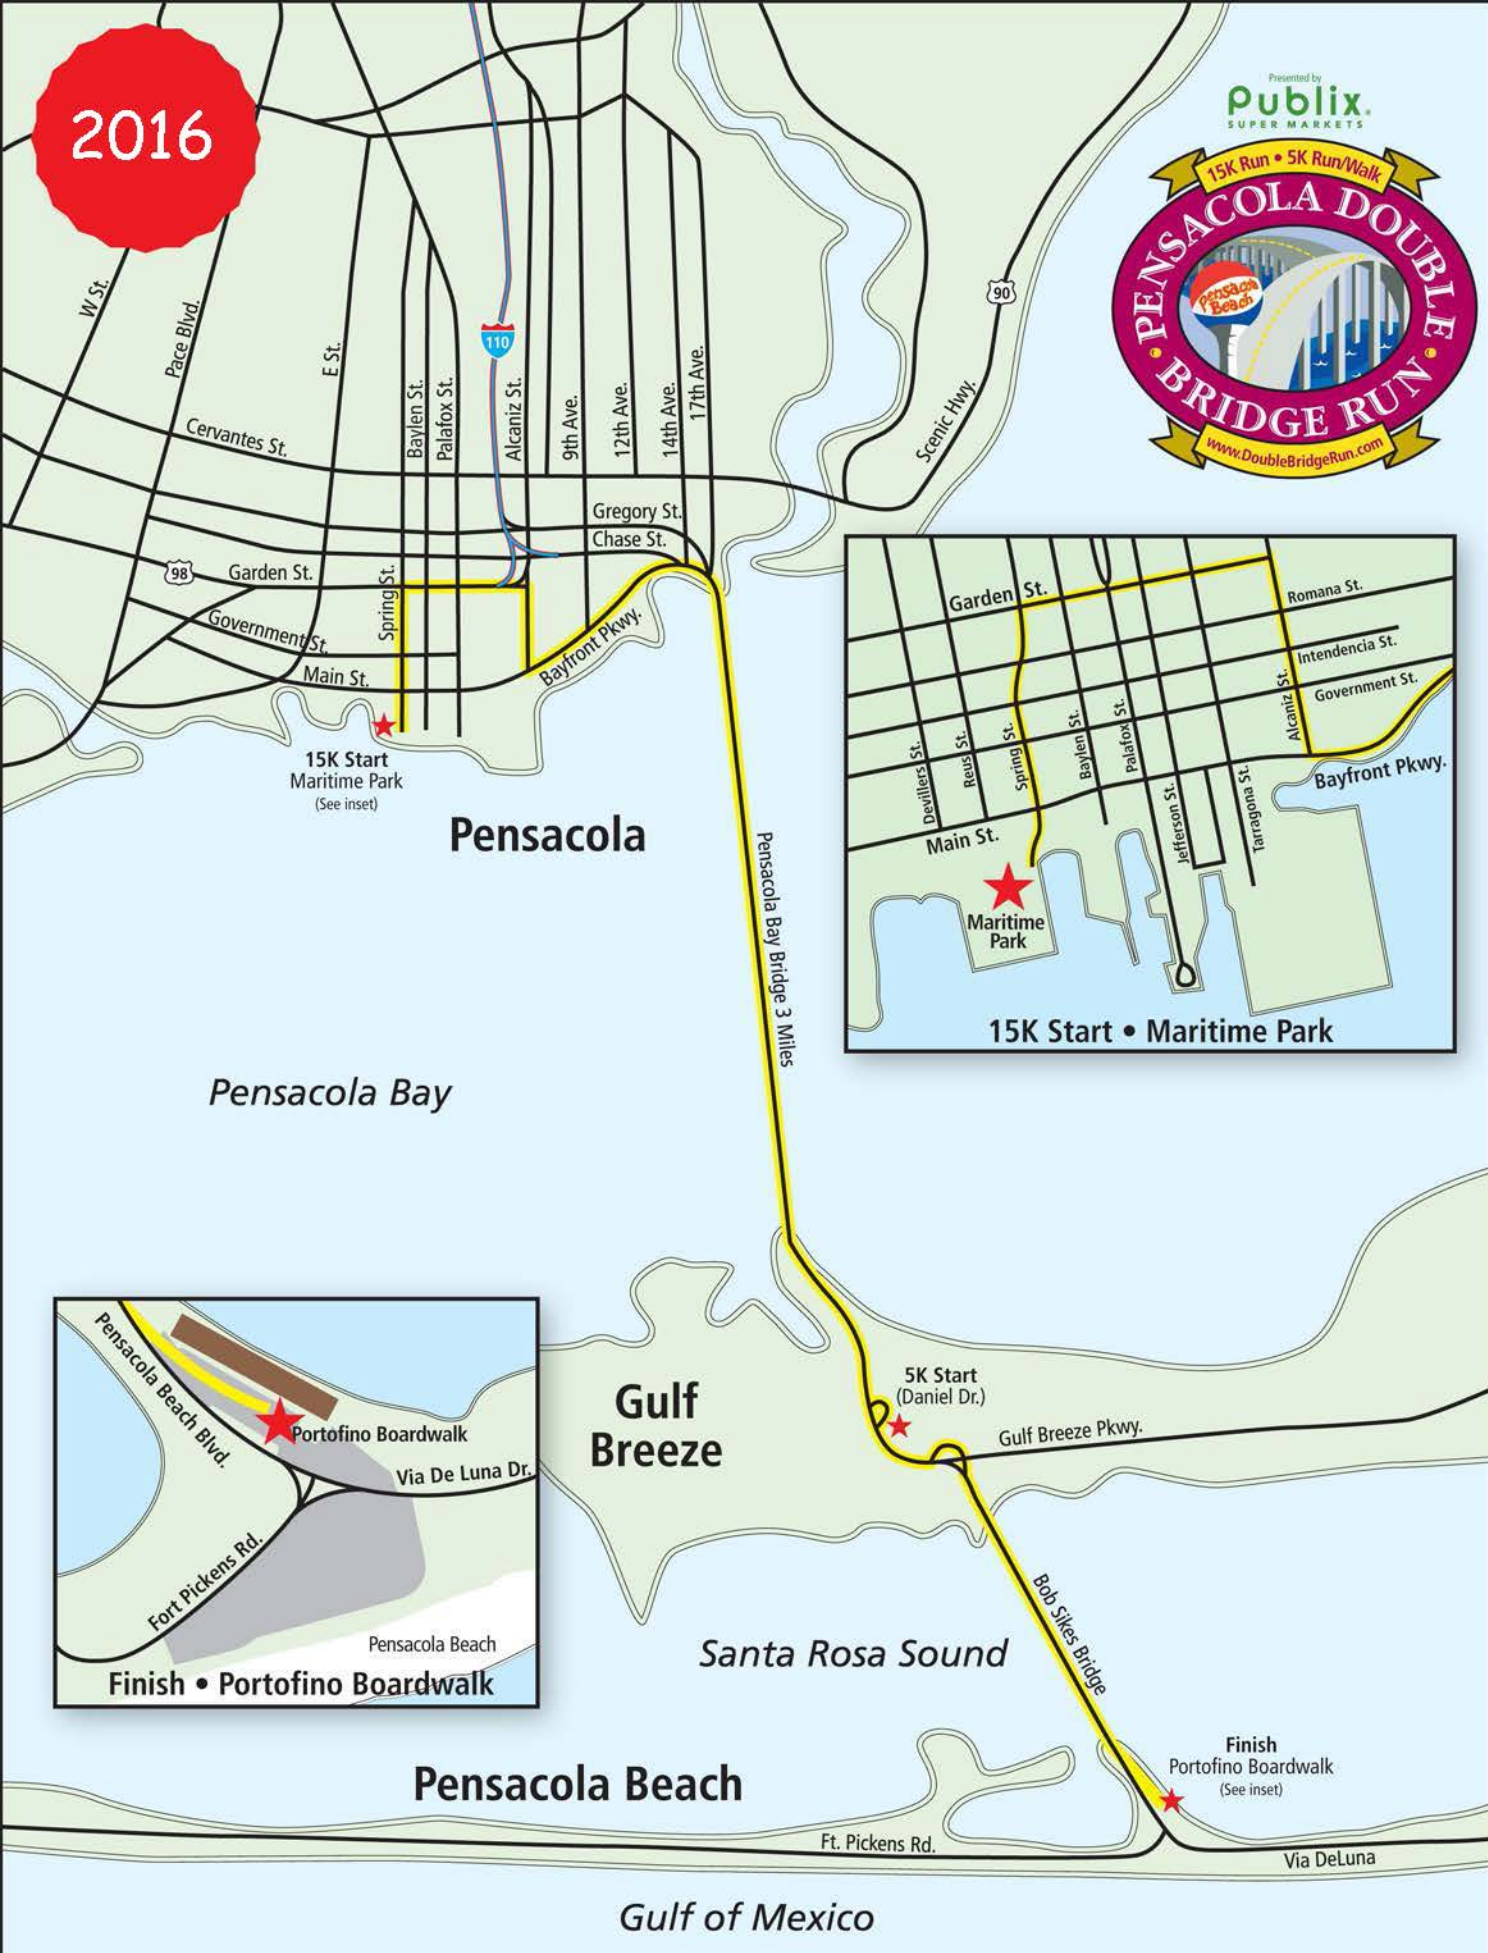 2016
Presented by
Publix.
SUPER MARKETS
15K Run • 5K Run/Walk
PENSACOLA DOUBLE
• BRIDGE RUN •
Pensacola
Beach
www.DoubleBridgeRun.com
W St.
Pace Blvd.
E St.
Baylen St.
Palafox St.
110
Alcaniz St.
9th Ave.
12th Ave.
14th Ave.
17th Ave.
90
Scenic Hwy.
Cervantes St.
Gregory St.
Chase St.
98
Garden St.
Spring St.
Government St.
Main St.
Bayfront Pkwy.
15K Start
Maritime Park
(See inset)
Pensacola
Pensacola Bay Bridge 3 Miles
Pensacola Bay
Garden St.
Romana St.
Intendencia St.
Government St.
Devilliers St.
Reus St.
Spring St.
Baylen St.
Palafox St.
Alcaniz St.
Bayfront Pkwy.
Jefferson St.
Tarragona St.
Main St.
Maritime
Park
15K Start • Maritime Park
Pensacola Beach Blvd.
Portofino Boardwalk
Via De Luna Dr.
Fort Pickens Rd.
Pensacola Beach
Finish • Portofino Boardwalk
Gulf
Breeze
5K Start
(Daniel Dr.)
Gulf Breeze Pkwy.
Bob Sikes Bridge
Santa Rosa Sound
Finish
Portofino Boardwalk
(See inset)
Pensacola Beach
Ft. Pickens Rd.
Via DeLuna
Gulf of Mexico